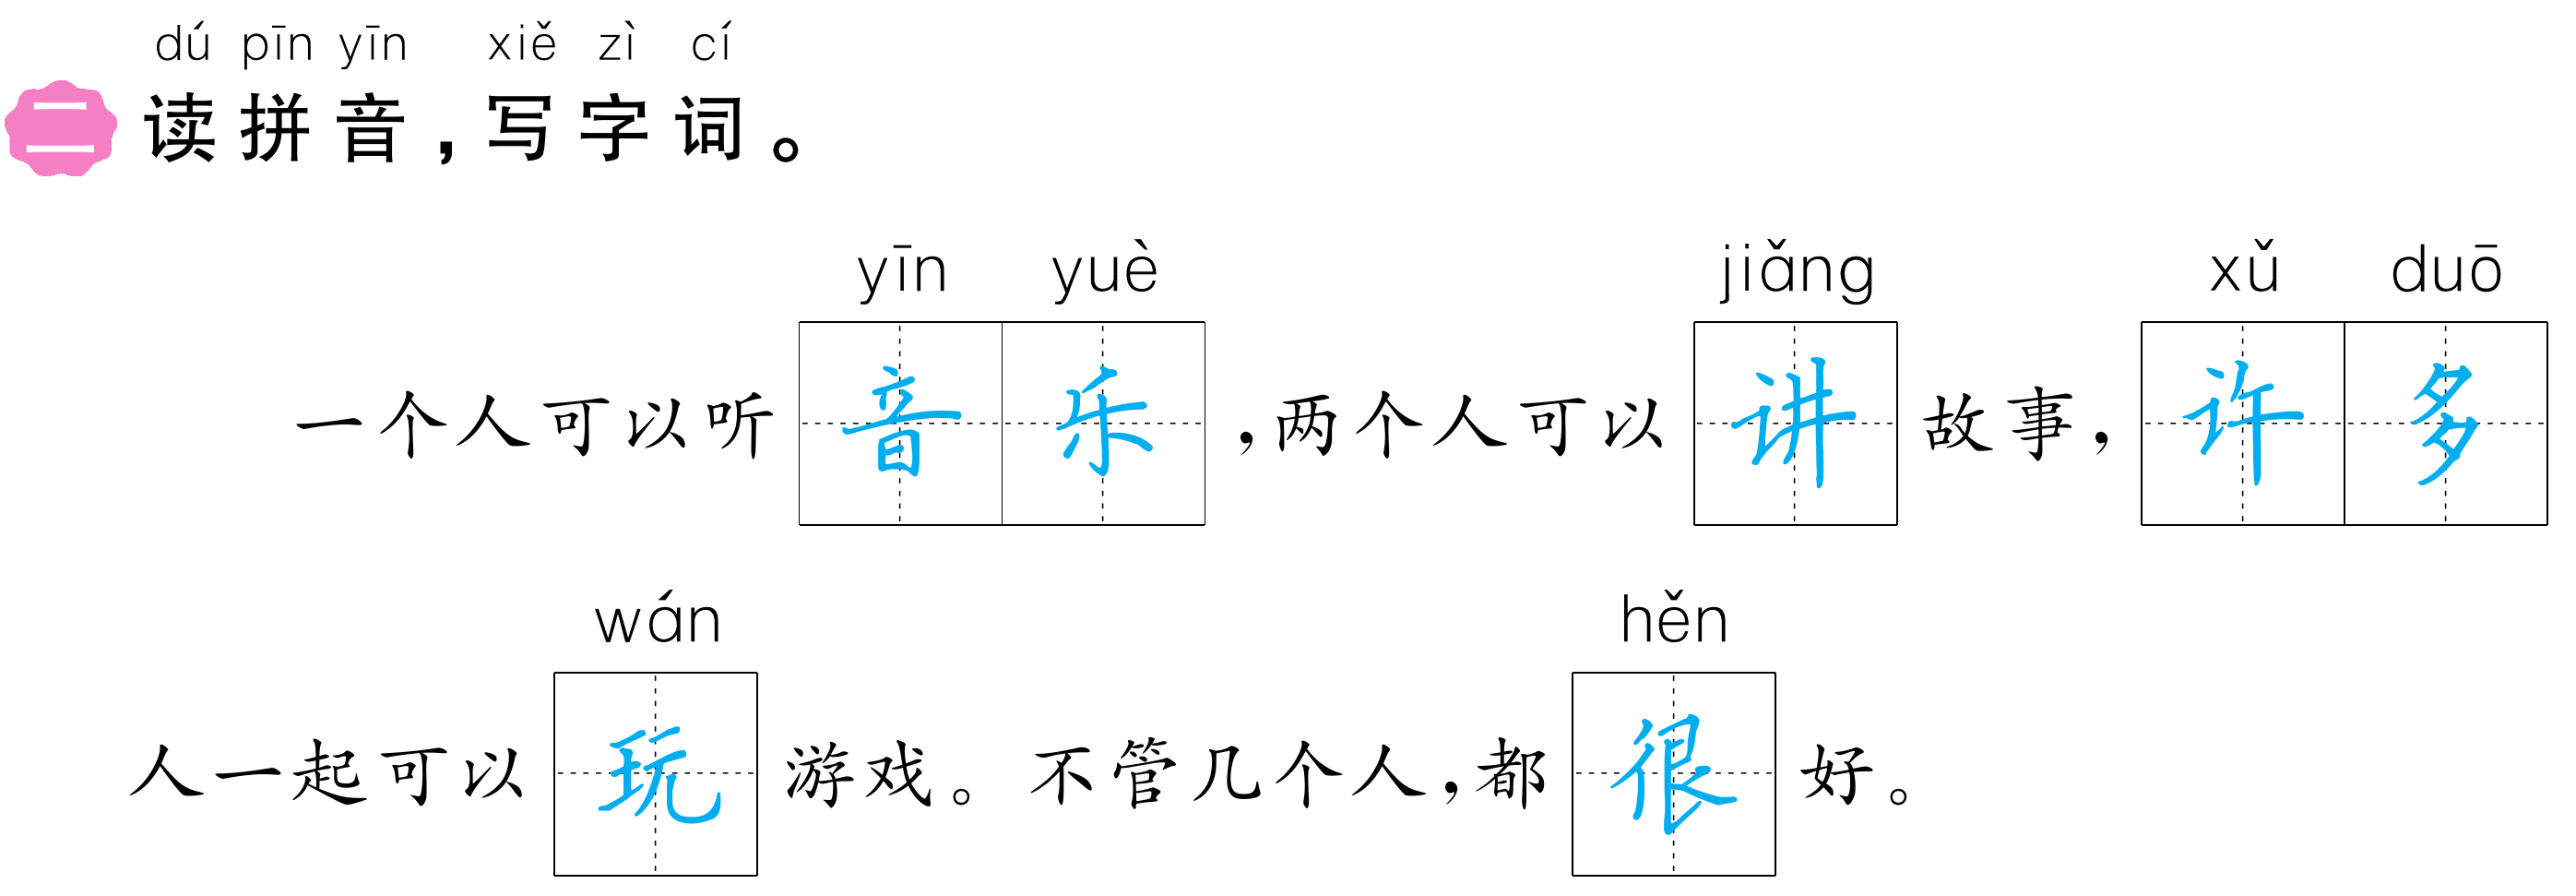 dú pīn yīn xiě zì cí
二 读拼音,写字词。
yīn yuè jiǎng xǔ duō
一个人可以听音乐,两个人可以讲故事,许多
wán hěn
人一起可以玩游戏。不管几个人,都很好。